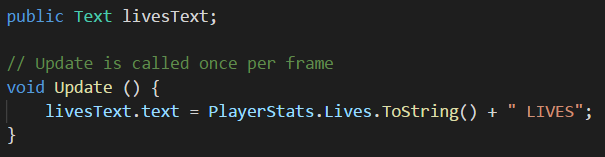 public Text livesText;
// Update is called once per frame
void Update () {
livesText.text = PlayerStats.Lives.ToString() + " LIVES";
}